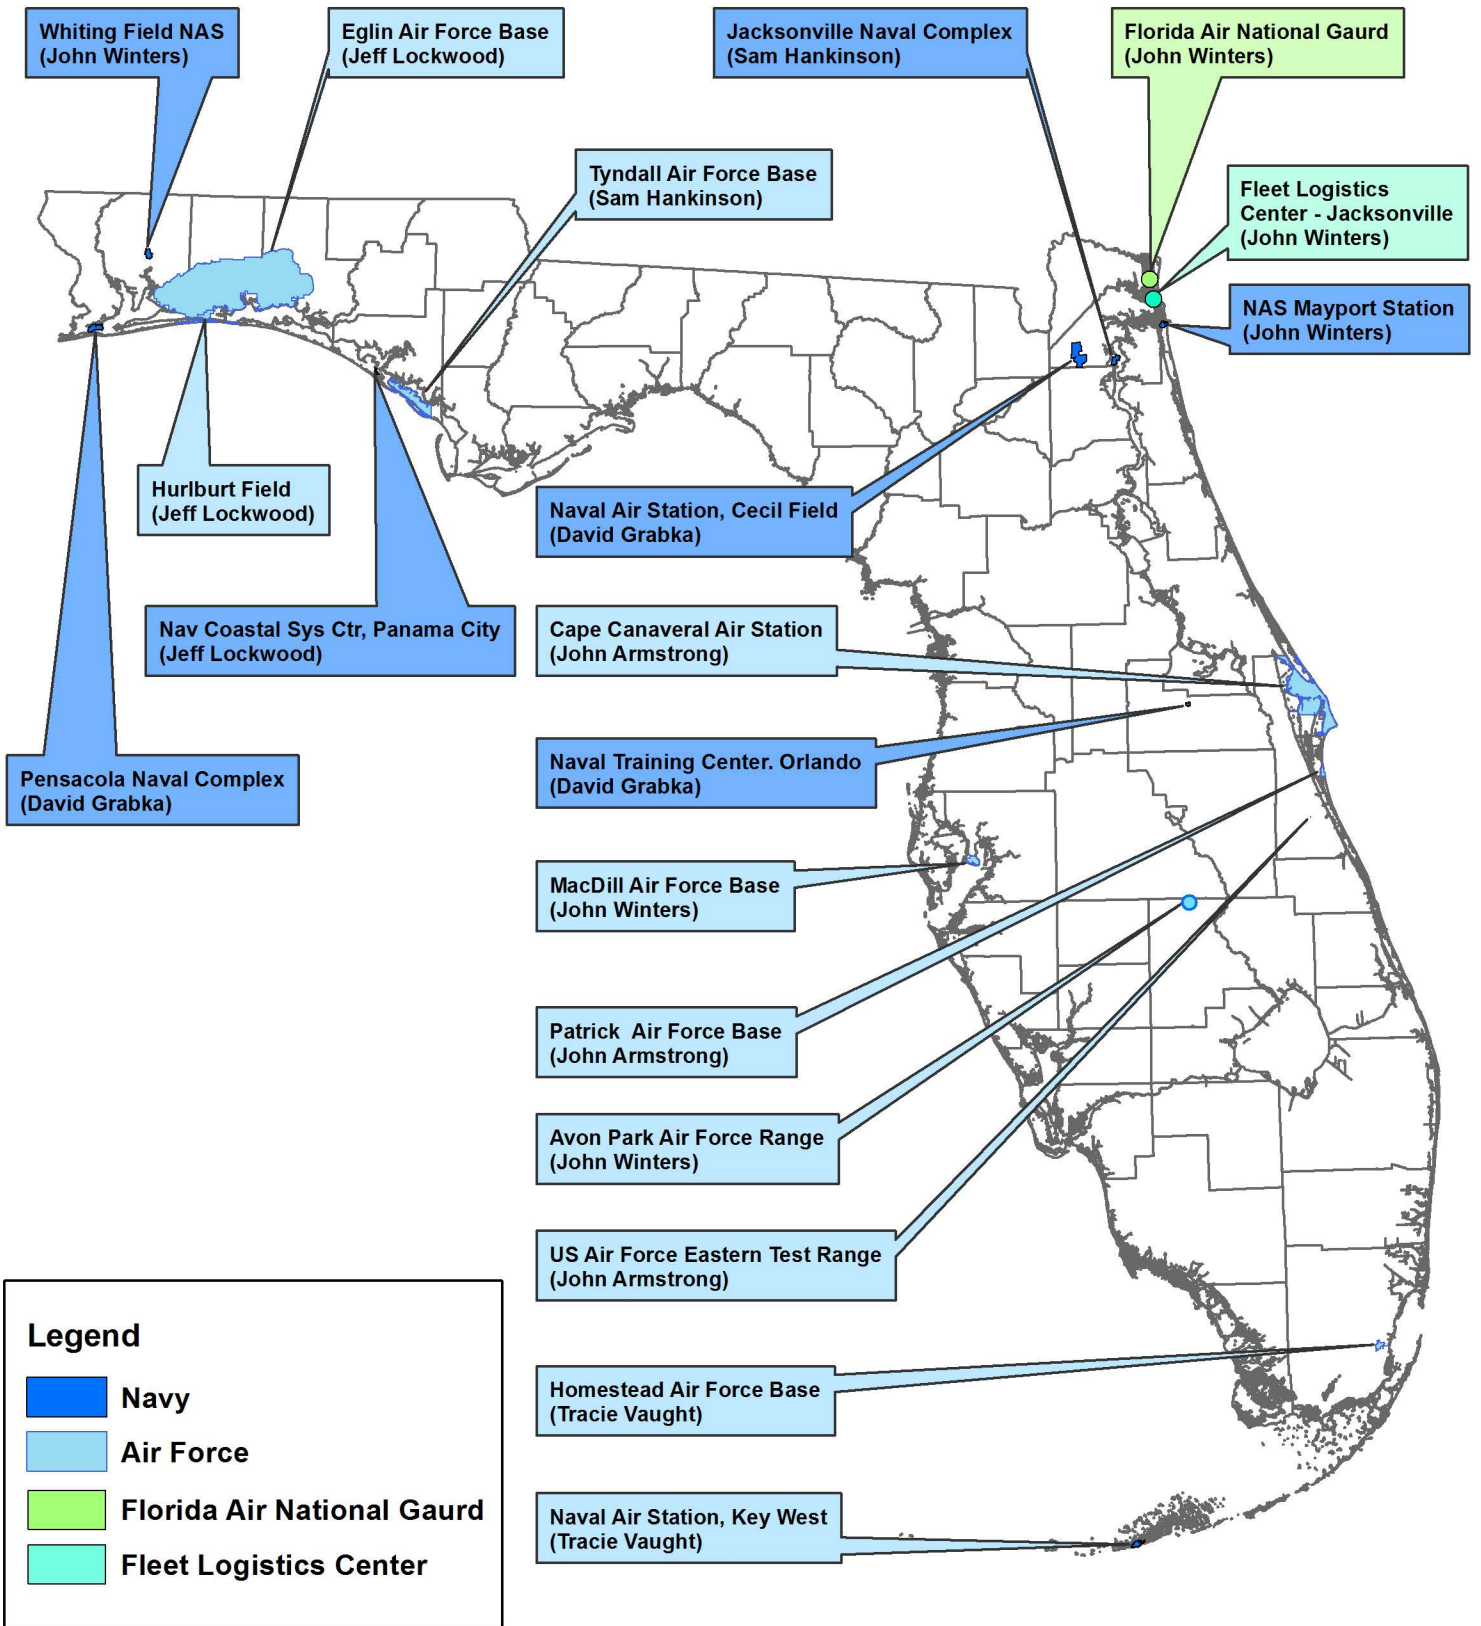 Whiting Field NAS
(John Winters)
Eglin Air Force Base
(Jeff Lockwood)
Jacksonville Naval Complex
(Sam Hankinson)
Florida Air National Gaurd
(John Winters)
Tyndall Air Force Base
(Sam Hankinson)
Fleet Logistics
Center - Jacksonville
(John Winters)
NAS Mayport Station
(John Winters)
Hurlburt Field
(Jeff Lockwood)
Naval Air Station, Cecil Field
(David Grabka)
Nav Coastal Sys Ctr, Panama City
(Jeff Lockwood)
Cape Canaveral Air Station
(John Armstrong)
Pensacola Naval Complex
(David Grabka)
Naval Training Center. Orlando
(David Grabka)
MacDill Air Force Base
(John Winters)
Patrick  Air Force Base
(John Armstrong)
Avon Park Air Force Range
(John Winters)
US Air Force Eastern Test Range
(John Armstrong)
Homestead Air Force Base
(Tracie Vaught)
Naval Air Station, Key West
(Tracie Vaught)
Legend
Navy
Air Force
Florida Air National Gaurd
Fleet Logistics Center